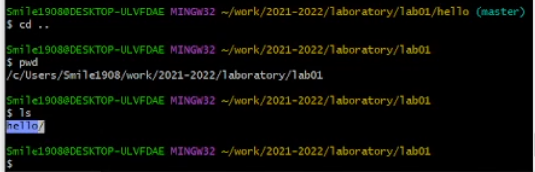 Smile1908@DESKTOP-ULVFDAE MINGW32 ~/work/2021-2022/laboratory/lab01/hello (master)
$ cd ..
Smile1908@DESKTOP-ULVFDAE MINGW32 ~/work/2021-2022/laboratory/lab01
$ pwd
/c/Users/Smile1908/work/2021-2022/laboratory/lab01
Smile1908@DESKTOP-ULVFDAE MINGW32 ~/work/2021-2022/laboratory/lab01
$ ls
hello/
Smile1908@DESKTOP-ULVFDAE MINGW32 ~/work/2021-2022/laboratory/lab01
$